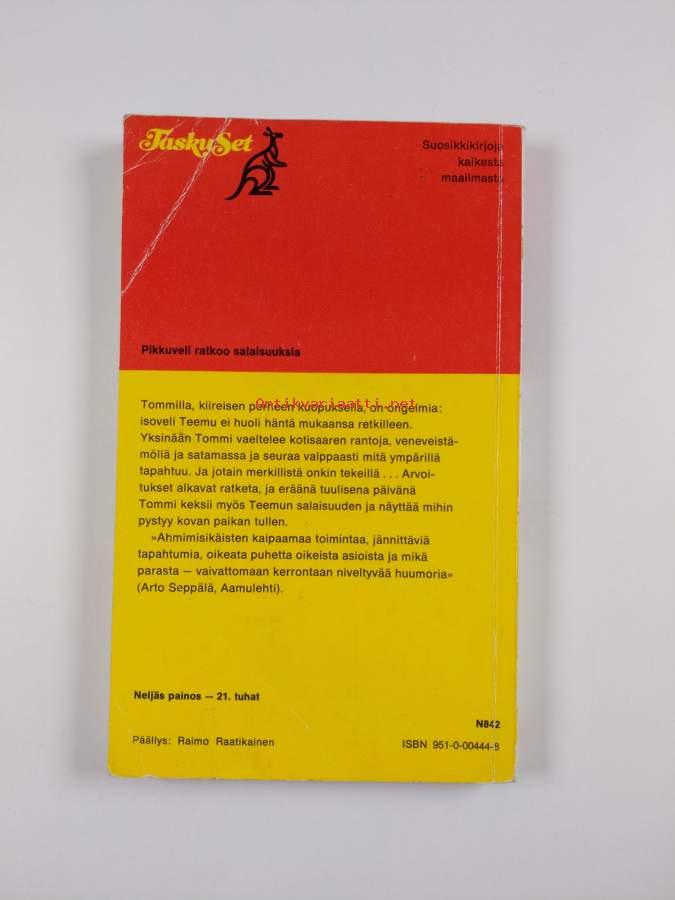 TaskuSet
Suosikkikirjoja
kaikesta
maailmasta
Pikkuveli ratkoo salaisuuksia
Antikvariaatti.net
Tommilla, kiireisen perheen kuopuksella, on ongelmia:
isoveli Teemu ei huoli häntä mukaansa retkilleen.
Yksinään Tommi vaeltelee kotisaaren rantoja, veneveistä-
möllä ja satamassa ja seuraa valppaasti mitä ympärillä
tapahtuu. Ja jotain merkillistä onkin tekeillä . . . Arvoi-
tukset alkavat ratketa, ja eräänä tuulisena päivänä
Tommi keksii myös Teemun salaisuuden ja näyttää mihin
pystyy kovan paikan tullen.
»Ahmimisikäisten kaipaamaa toimintaa, jännittäviä
tapahtumia, oikeata puhetta oikeista asioista ja mikä
parasta – vaivattomaan kerrontaan niveltyvää huumoria»
(Arto Seppälä, Aamulehti).
Neljäs painos – 21. tuhat
N842
Päällys: Raimo Raatikainen
ISBN 951-0-00444-8